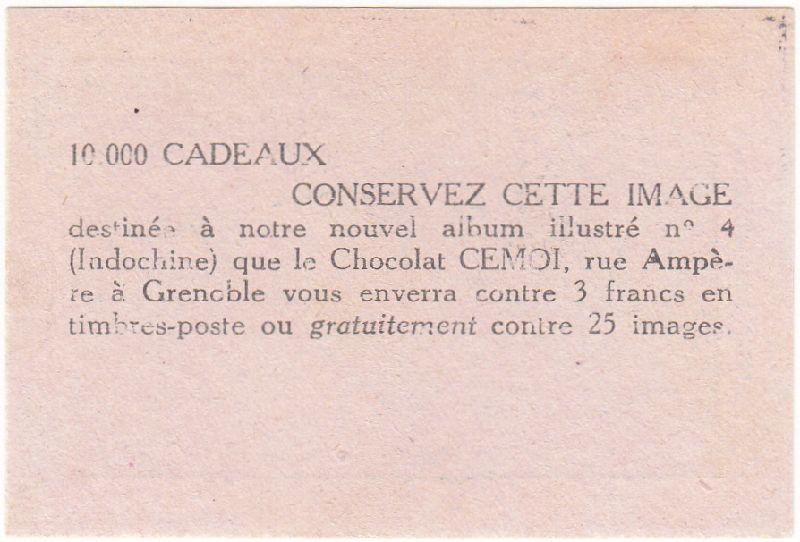 10.000 CADEAUX
CONSERVEZ CETTE IMAGE
destinée à notre nouvel album illustré n° 4
(Indochine) que le Chocolat CEMOI, rue Ampè-
re à Grenoble vous enverra contre 3 francs en
timbres-poste ou gratuitement contre 25 images.